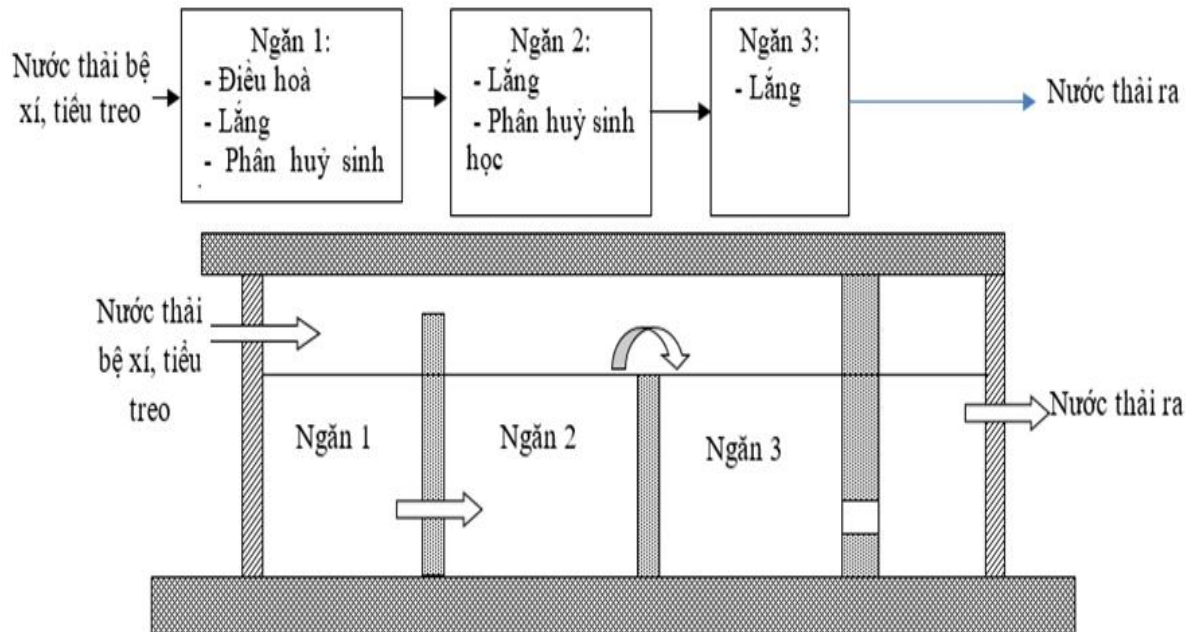 Nước thải bệ
xí, tiểu treo
Ngăn 1:
- Điều hoà
- Lắng
- Phân huỷ sinh
Ngăn 2:
- Lắng
- Phân huỷ sinh
học
Ngăn 3:
- Lắng
Nước thải ra
Nước thải
bệ xí, tiểu
treo
Ngăn 1
Ngăn 2
Ngăn 3
Nước thải ra